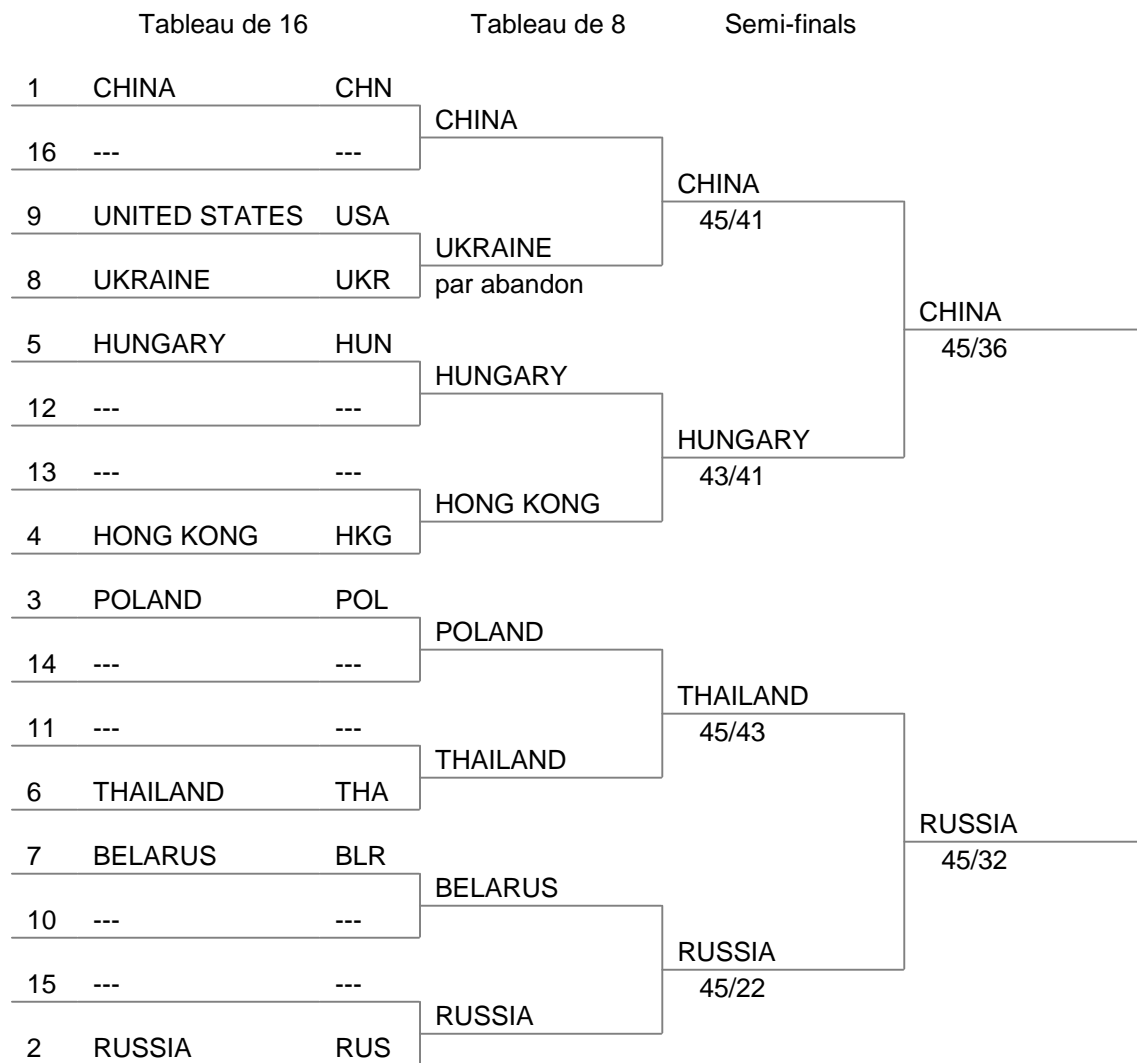 Tableau de 16 Tableau de 8 Semi-finals
1 CHINA CHN
CHINA
16 --- ---
CHINA
45/41
9 UNITED STATES USA
UKRAINE
par abandon
8 UKRAINE UKR
CHINA
45/36
5 HUNGARY HUN
HUNGARY
12 --- ---
HUNGARY
43/41
13 --- ---
HONG KONG
4 HONG KONG HKG
3 POLAND POL
POLAND
14 --- ---
THAILAND
45/43
11 --- ---
THAILAND
6 THAILAND THA
RUSSIA
45/32
7 BELARUS BLR
BELARUS
10 --- ---
RUSSIA
45/22
15 --- ---
RUSSIA
2 RUSSIA RUS